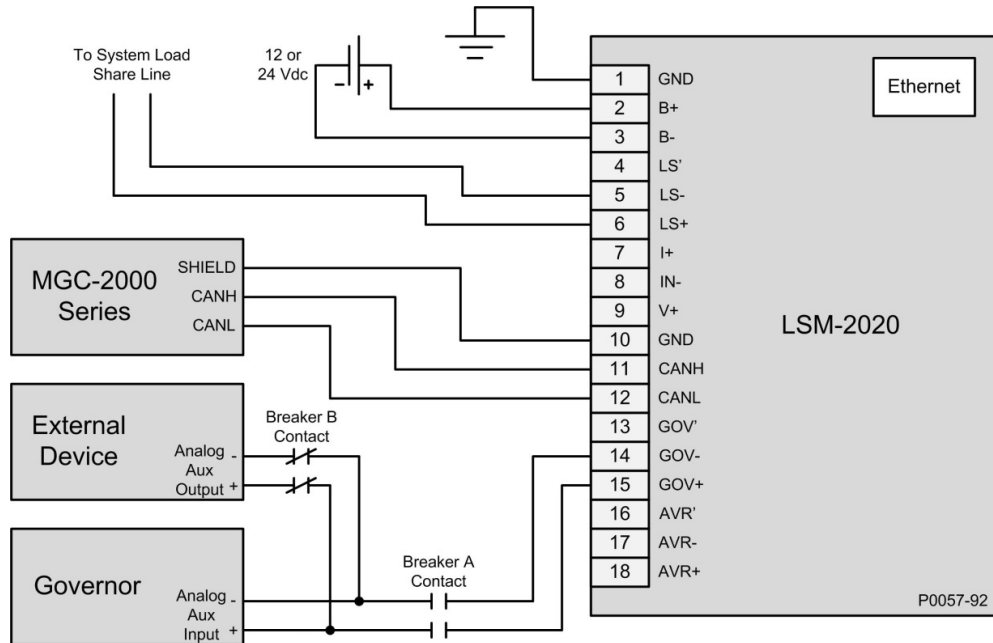 To System Load
Share Line
12 or
24 Vdc
-
+
Ethernet
1 GND
2 B+
3 B-
4 LS'
5 LS-
6 LS+
7 I+
8 IN-
9 V+
10 GND
11 CANH
12 CANL
13 GOV'
14 GOV-
15 GOV+
16 AVR'
17 AVR-
18 AVR+
LSM-2020
P0057-92
MGC-2000
Series
SHIELD
CANH
CANL
External
Device
Analog -
Aux
Output +
Breaker B
Contact
Governor
Analog -
Aux
Input +
Breaker A
Contact